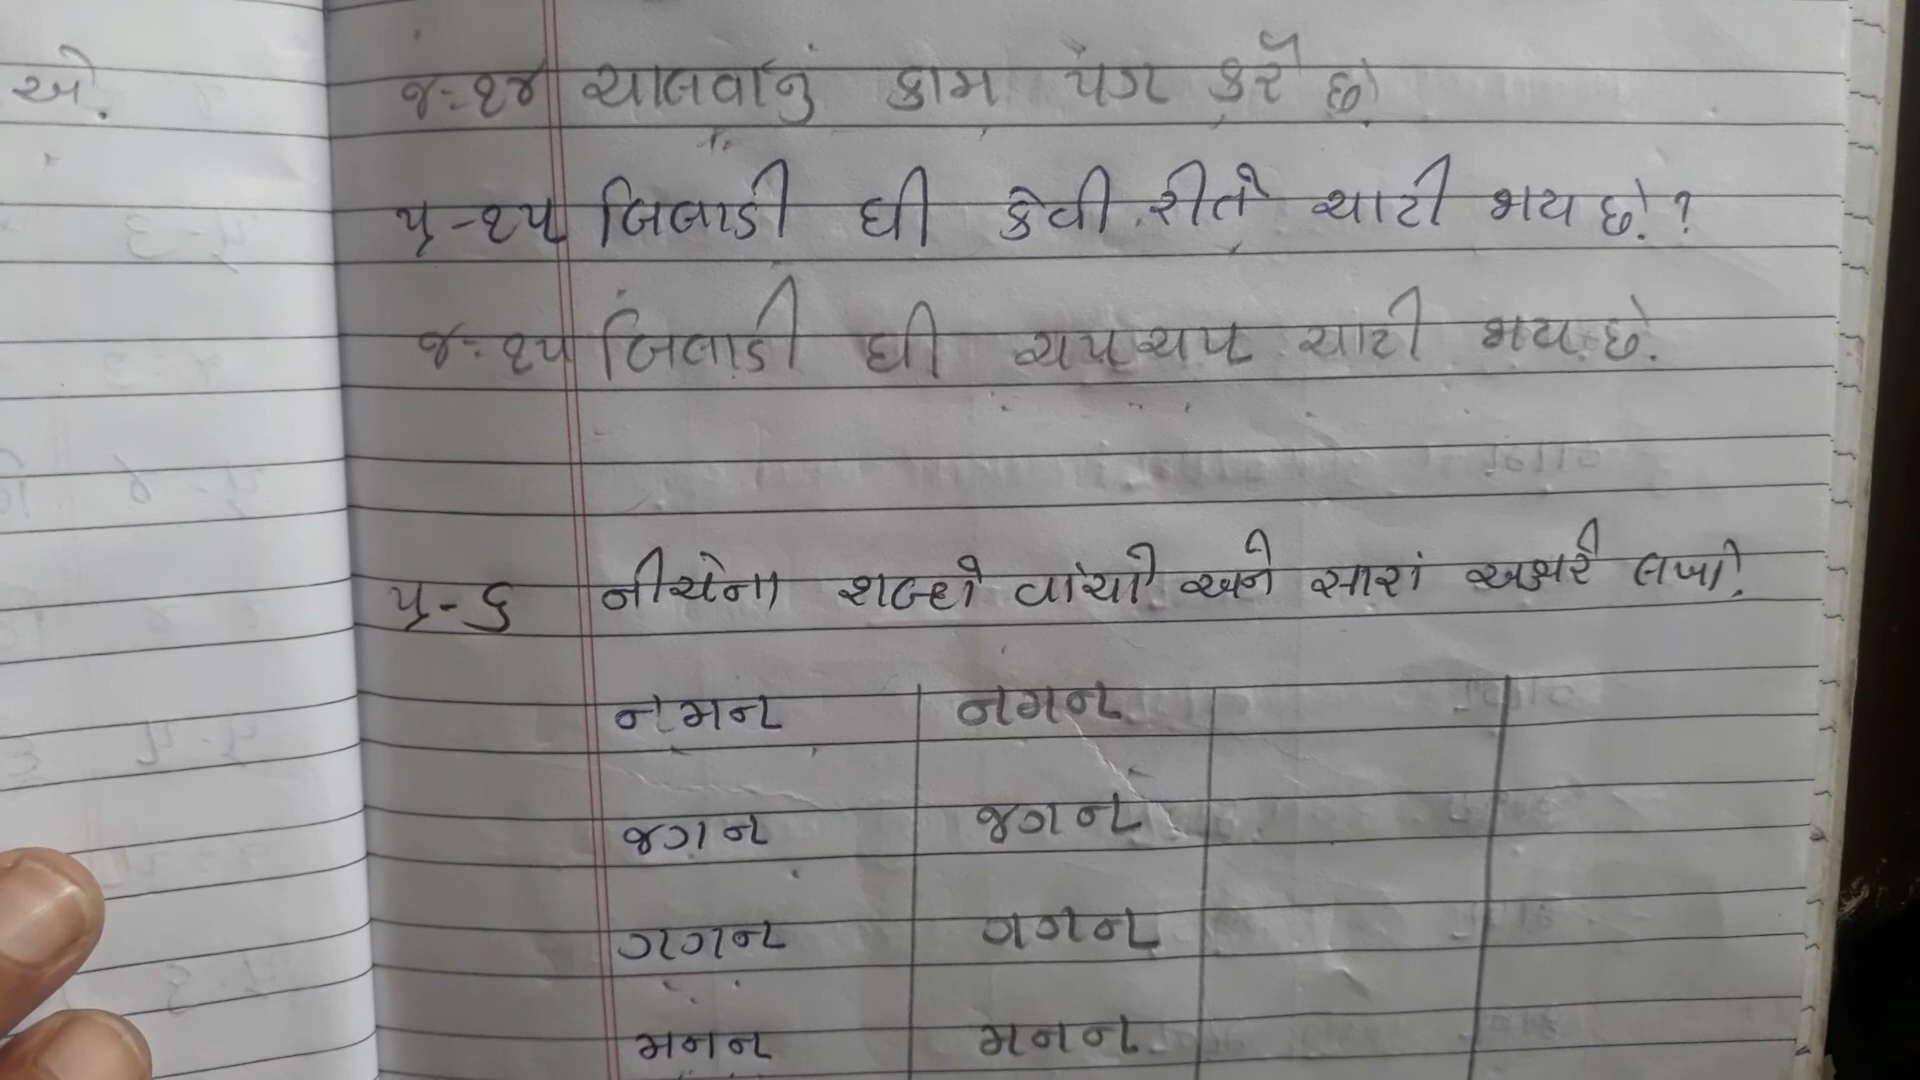 એ.
જ-૧૪ ચાલવાનું કામ પગ કરે છે.
પ્ર-૧૫ બિલાડી ઘી કેવી રીતે ચાટી જાય છે.?
જ-૧૫ બિલાડી ઘી ચપચપ ચાટી જાય છે.
પ્ર-૬ નીચેના શબ્દો વાંચો અને સારાં અક્ષરે લખો.
નમન નમન
જગન જગન
ગગન ગગન
મનન મનન